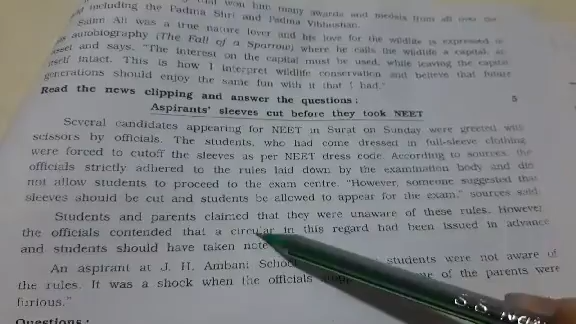 won him many awards and medals from all over the
including the Padma Shri and Padma Vibhushan.
Salim Ali was a true nature lover and his love for the wildlife is expressed in
autobiography (The Fall of a Sparrow) where he calls the wildlife a capital
and says, "The interest on the capital must be used, while leaving the capital
itself intact. This is how I interpret wildlife conservation and believe that future
generations should enjoy the same fun with it that I had."
Read the news clipping and answer the questions : 5
Aspirants' sleeves cut before they took NEET
Several candidates appearing for NEET in Surat on Sunday were greeted with
scissors by officials. The students, who had come dressed in full-sleeve clothing
were forced to cutoff the sleeves as per NEET dress code. According to sources, the
officials strictly adhered to the rules laid down by the examination body and did
not allow students to proceed to the exam centre. "However, someone suggested that
sleeves should be cut and students be allowed to appear for the exam," sources said.
Students and parents claimed that they were unaware of these rules. However
the officials contended that a circular in this regard had been issued in advance
and students should have taken note
An aspirant at J. H. Ambani School students were not aware of
the rules. It was a shock when the officials of the parents were
furious."
Questions :